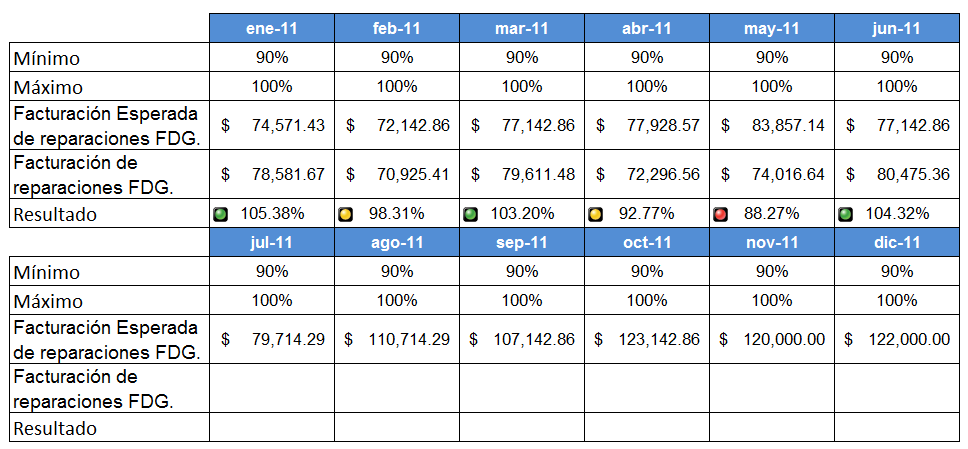 ene-11 feb-11 mar-11 abr-11 may-11 jun-11
Mínimo 90% 90% 90% 90% 90% 90%
Máximo 100% 100% 100% 100% 100% 100%
Facturación Esperada
de reparaciones FDG. $ 74,571.43 $ 72,142.86 $ 77,142.86 $ 77,928.57 $ 83,857.14 $ 77,142.86
Facturación de
reparaciones FDG. $ 78,581.67 $ 70,925.41 $ 79,611.48 $ 72,296.56 $ 74,016.64 $ 80,475.36
Resultado 105.38% 98.31% 103.20% 92.77% 88.27% 104.32%
jul-11 ago-11 sep-11 oct-11 nov-11 dic-11
Mínimo 90% 90% 90% 90% 90% 90%
Máximo 100% 100% 100% 100% 100% 100%
Facturación Esperada
de reparaciones FDG. $ 79,714.29 $ 110,714.29 $ 107,142.86 $ 123,142.86 $ 120,000.00 $ 122,000.00
Facturación de
reparaciones FDG.
Resultado